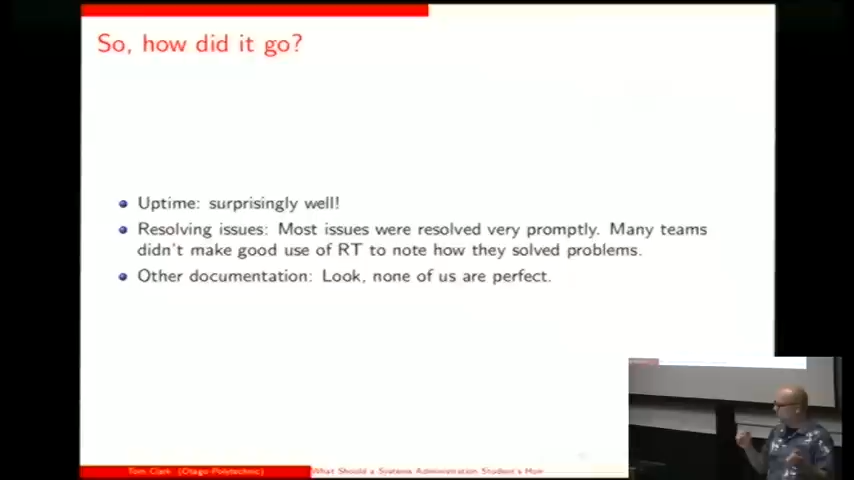 So, how did it go?
Uptime: surprisingly well!
Resolving issues: Most issues were resolved very promptly. Many teams
didn't make good use of RT to note how they solved problems.
Other documentation: Look, none of us are perfect.
Tom Clark (Otago Polytechnic)
What Should a Systems Administration Student's